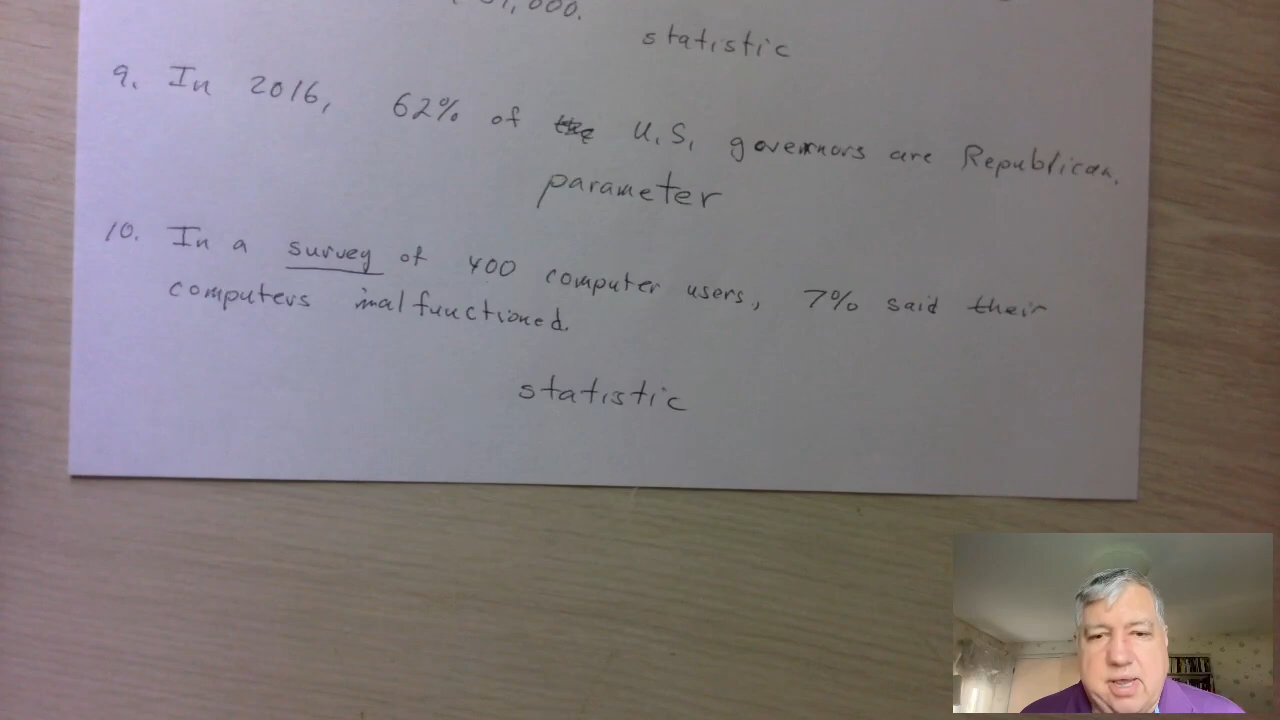 000.
statistic
9. In 2016, 62% of the U.S. governors are Republican.
parameter
10. In a survey of 400 computer users, 7% said their
computers malfunctioned.
statistic